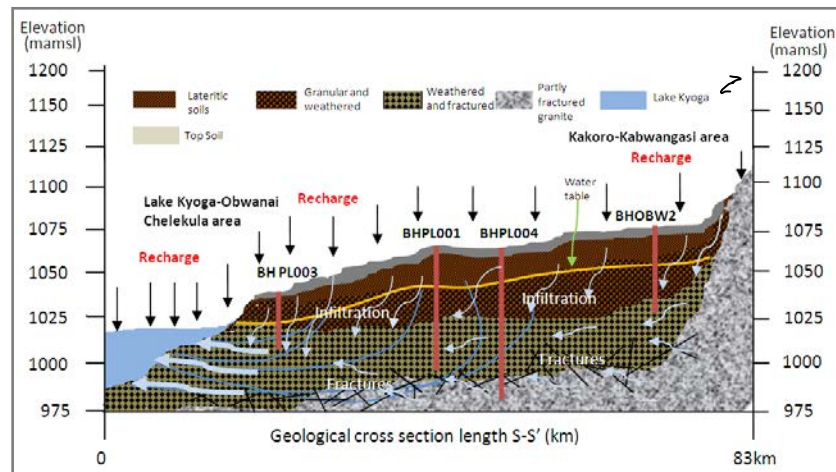 Elevation
(mamsl)
Elevation
(mamsl)
1200
1150
1125
1100
1075
1050
1025
1000
975
1200
1150
1125
1100
1075
1050
1025
1000
975
Lateritic
soils
Granular and
weathered
Weathered
and fractured
Partly
fractured
granite
Lake Kyoga
Top Soil
Kakoro-Kabwangasi area
Recharge
Lake Kyoga-Obwanai
Chelekula area
Recharge
Recharge
Water
table
BHOBW2
BHPL001
BHPL004
BH PL003
Infiltration
Infiltration
Fractures
Fractures
Geological cross section length S-S’ (km)
0
83km